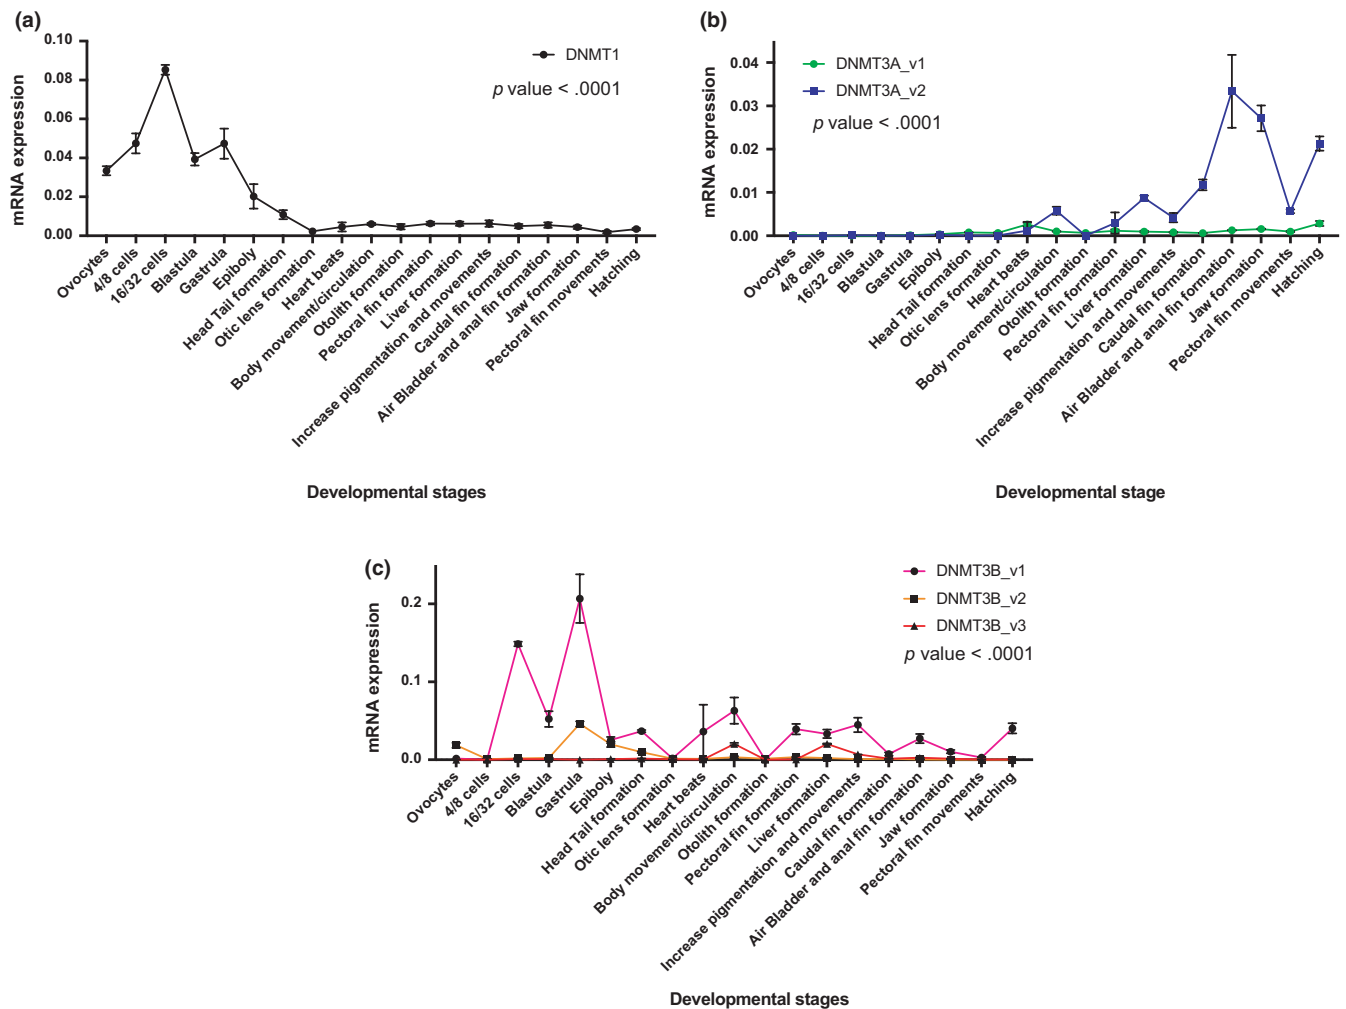 (a)
mRNA expression
0.10
0.08
0.06
0.04
0.02
0.00
DNMT1
p value < .0001
Ovocytes
4/8 cells
16/32 cells
Blastula
Gastrula
Epiboly
Head Tail formation
Otic lens formation
Heart beats
Body movement/circulation
Otolith formation
Pectoral fin formation
Liver formation
Increase pigmentation and movements
Caudal fin formation
Air Bladder and anal fin formation
Jaw formation
Pectoral fin movements
Hatching
Developmental stages
(b)
mRNA expression
0.04
0.03
0.02
0.01
0.00
DNMT3A_v1
DNMT3A_v2
p value < .0001
Ovocytes
4/8 cells
16/32 cells
Blastula
Gastrula
Epiboly
Head Tail formation
Otic lens formation
Heart beats
Body movement/circulation
Otolith formation
Pectoral fin formation
Liver formation
Increase pigmentation and movements
Caudal fin formation
Air Bladder and anal fin formation
Jaw formation
Pectoral fin movements
Hatching
Developmental stage
(c)
mRNA expression
0.2
0.1
0.0
DNMT3B_v1
DNMT3B_v2
DNMT3B_v3
p value < .0001
Ovocytes
4/8 cells
16/32 cells
Blastula
Gastrula
Epiboly
Head Tail formation
Otic lens formation
Heart beats
Body movement/circulation
Otolith formation
Pectoral fin formation
Liver formation
Increase pigmentation and movements
Caudal fin formation
Air Bladder and anal fin formation
Jaw formation
Pectoral fin movements
Hatching
Developmental stages